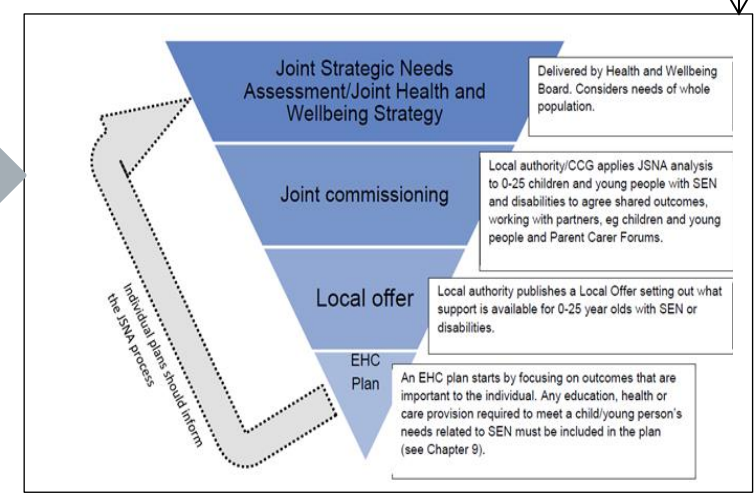 Joint Strategic Needs
Assessment/Joint Health and
Wellbeing Strategy
Delivered by Health and Wellbeing
Board. Considers needs of whole
population.
Joint commissioning
Local authority/CCG applies JSNA analysis
to 0-25 children and young people with SEN
and disabilities to agree shared outcomes,
working with partners, eg children and young
people and Parent Carer Forums.
Local offer
Local authority publishes a Local Offer setting out what
support is available for 0-25 year olds with SEN or
disabilities.
EHC
Plan
An EHC plan starts by focusing on outcomes that are
important to the individual. Any education, health or
care provision required to meet a child/young person's
needs related to SEN must be included in the plan
(see Chapter 9).
Individual plans should inform
the JSNA process